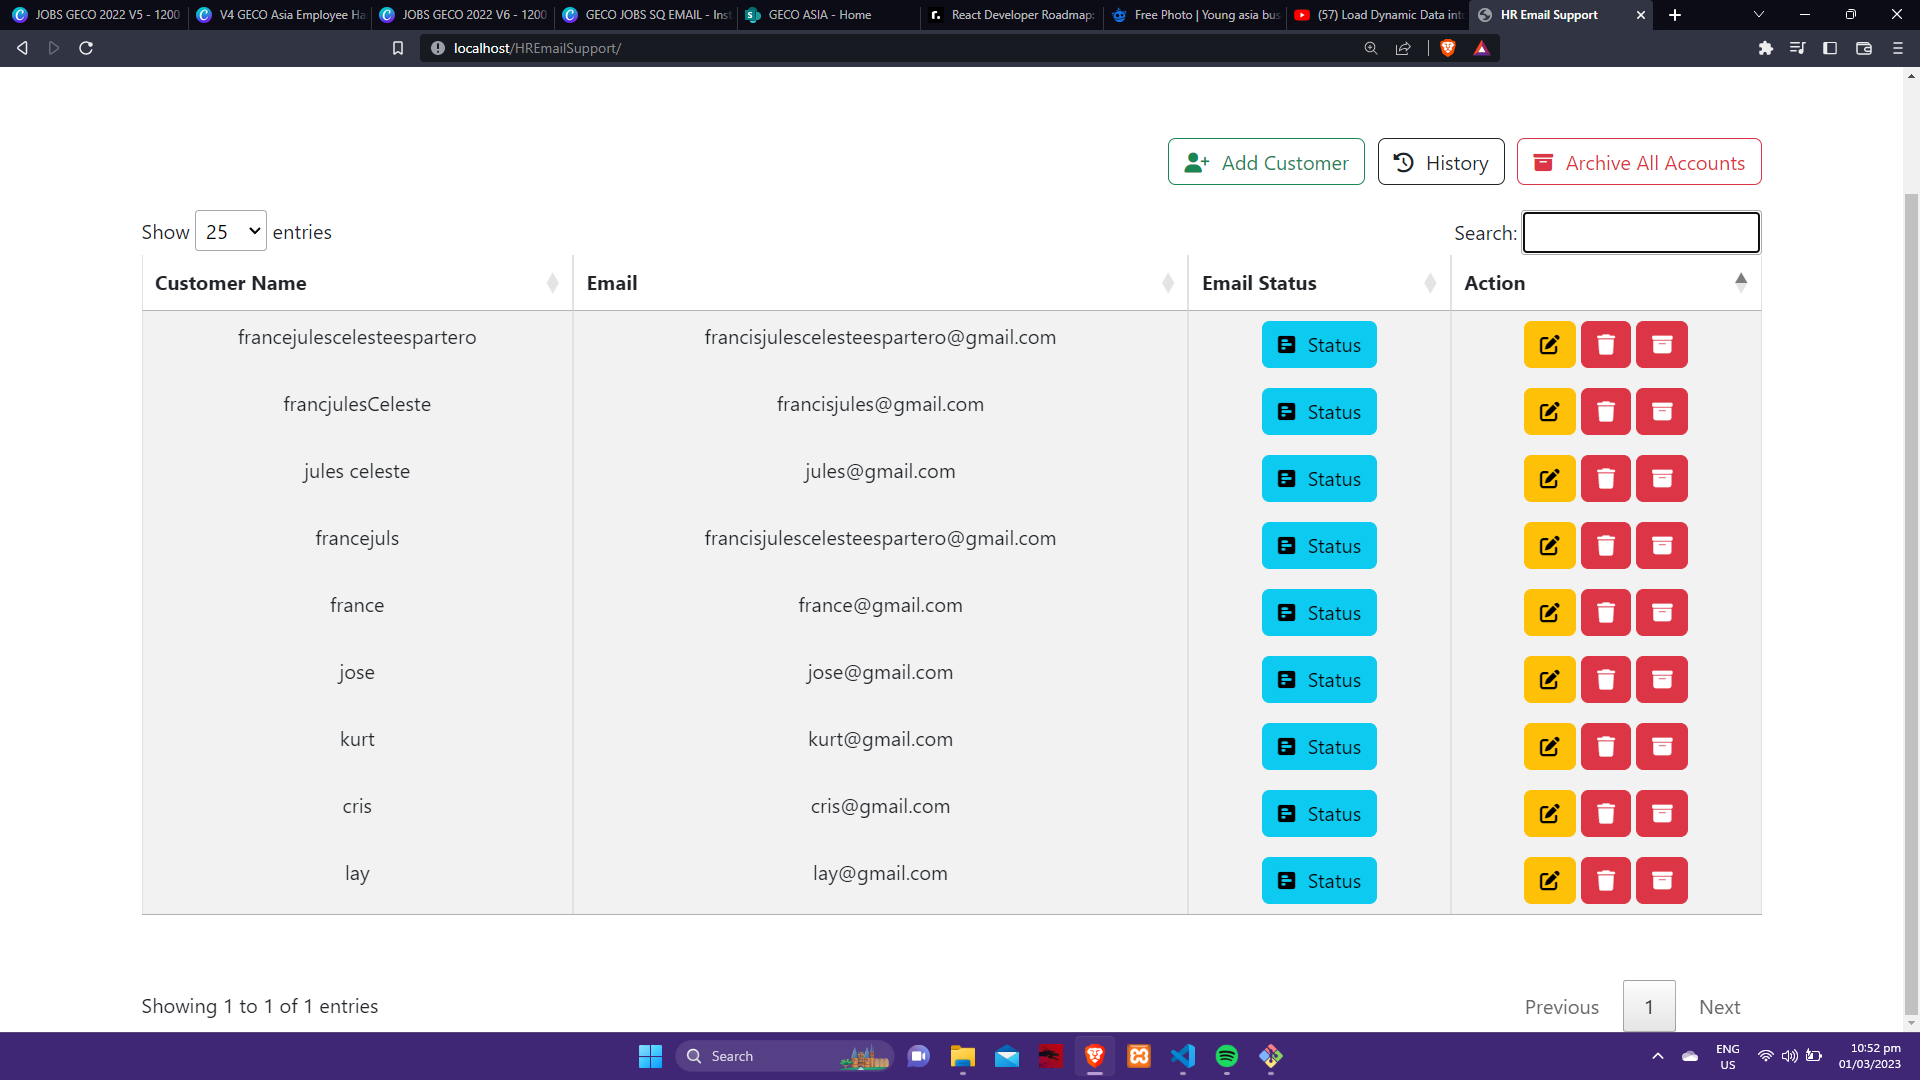 JOBS GECO 2022 V5 - 1200
V4 GECO Asia Employee Ha
JOBS GECO 2022 V6 - 1200
GECO JOBS SQ EMAIL - Inst
GECO ASIA - Home
React Developer Roadmap:
Free Photo | Young asia bus
(57) Load Dynamic Data into
HR Email Support
localhost/HREmailSupport/
Add Customer
History
Archive All Accounts
Show 25 entries
Search:
Customer Name Email Email Status Action
francejulescelesteespartero francisjulescelesteespartero@gmail.com Status
francjulesCeleste francisjules@gmail.com Status
jules celeste jules@gmail.com Status
francejuls francisjulescelesteespartero@gmail.com Status
france france@gmail.com Status
jose jose@gmail.com Status
kurt kurt@gmail.com Status
cris cris@gmail.com Status
lay lay@gmail.com Status
Showing 1 to 1 of 1 entries
Previous 1 Next
Search
ENG
US
10:52 pm
01/03/2023